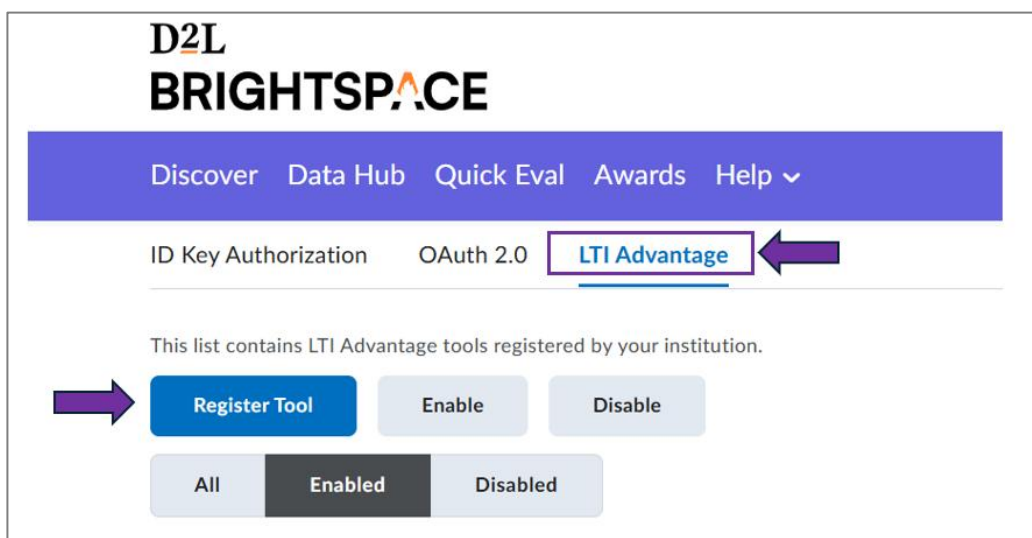 D2L
BRIGHTSPACE
Discover Data Hub Quick Eval Awards Help
ID Key Authorization OAuth 2.0 LTI Advantage
This list contains LTI Advantage tools registered by your institution.
Register Tool Enable Disable
All Enabled Disabled